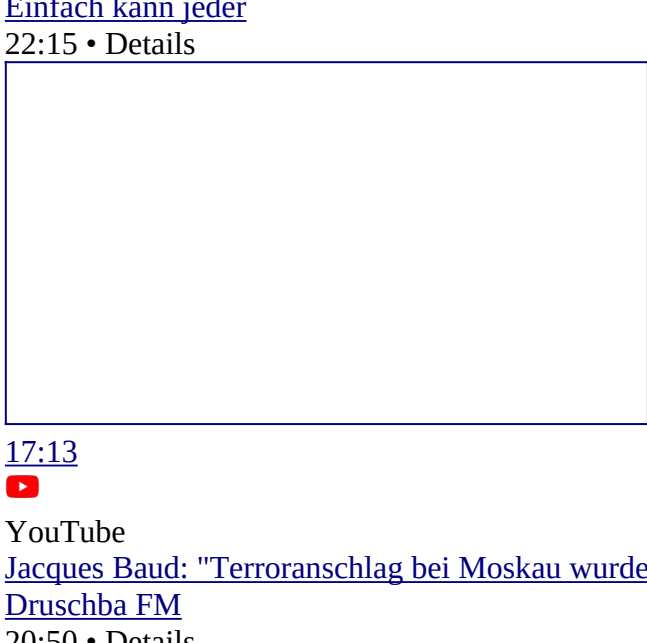 Einfach kann jeder
22:15 • Details
17:13
YouTube
Jacques Baud: "Terroranschlag bei Moskau wurde
Druschba FM
20:50 • Details